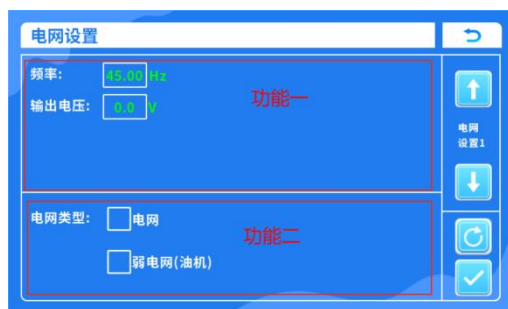 电网设置
频率: 45.00 Hz
功能一
输出电压: 0.0 V
电网
设置1
电网类型: 电网
功能二
弱电网(油机)